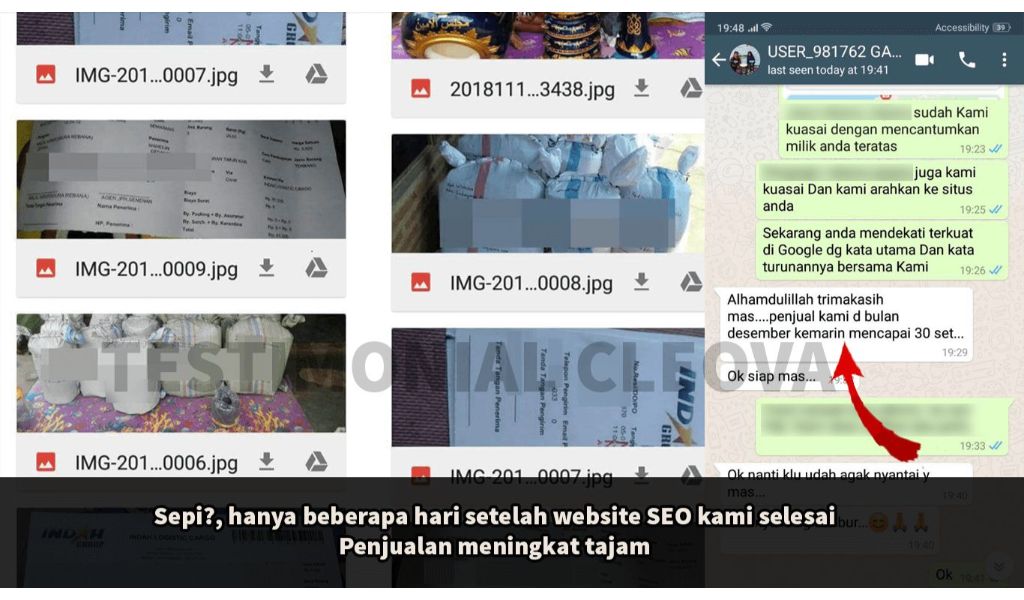 IMG-201...0007.jpg
IMG-201...0009.jpg
IMG-201...0006.jpg
2018111...3438.jpg
IMG-201...0008.jpg
IMG-201...0007.jpg
TESTIMONIAL CLEOVA
19:48
Accessibility 39
USER_981762 GA...
last seen today at 19:41
sudah Kami
kuasai dengan mencantumkan
milik anda teratas
19:23
juga kami
kuasai Dan kami arahkan ke situs
anda
19:25
Sekarang anda mendekati terkuat
di Google dg kata utama Dan kata
turunannya bersama Kami
19:26
Alhamdulillah trimakasih
mas....penjual kami d bulan
desember kemarin mencapai 30 set...
19:29
Ok siap mas...
19:33
Ok nanti klu udah agak nyantai y
mas...
19:40
19:40
Ok
INDAH
GROUP
INDAH LOGISTIC CARGO
Sepi?, hanya beberapa hari setelah website SEO kami selesai
Penjualan meningkat tajam